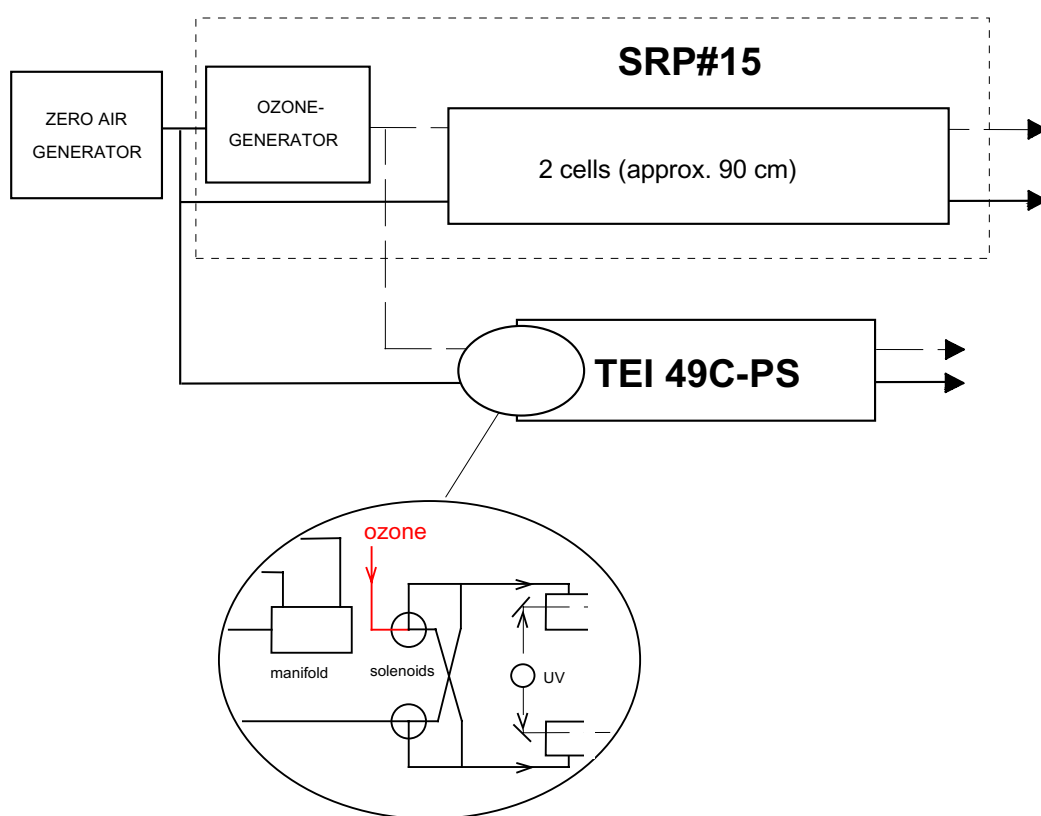 SRP#15
ZERO AIR
GENERATOR
OZONE-
GENERATOR
2 cells (approx. 90 cm)
TEI 49C-PS
ozone
manifold
solenoids
UV